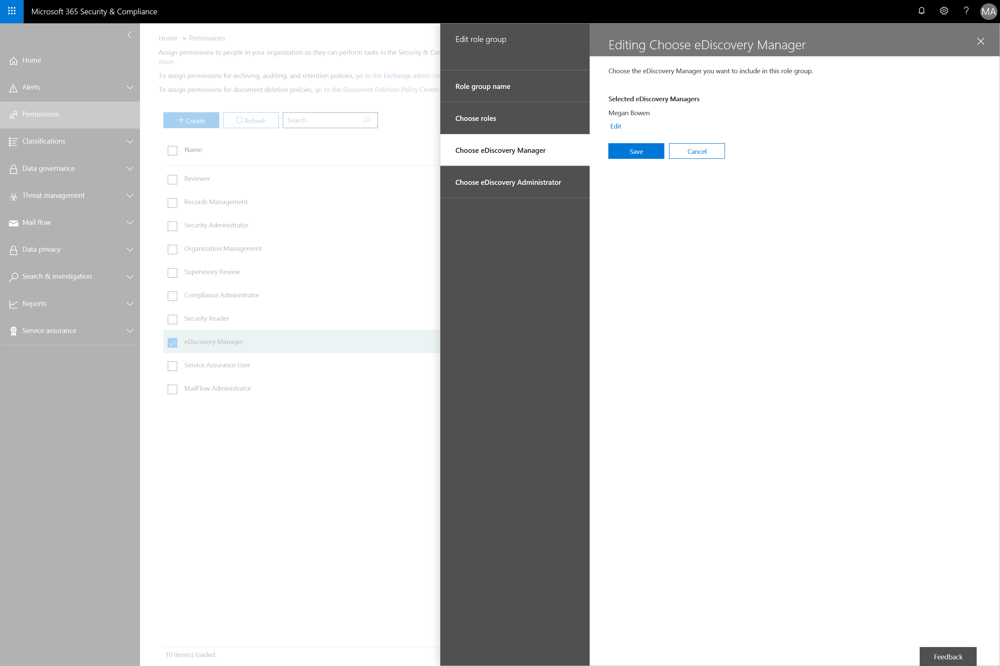 Microsoft 365 Security & Compliance
MA
Home
Alerts
Permissions
Classifications
Data governance
Threat management
Mail flow
Data privacy
Search & investigation
Reports
Service assurance
Home > Permissions
Assign permissions to people in your organization so they can perform tasks in the Security &
more
To assign permissions for archiving, auditing, and retention policies, go to the Exchange admin
To assign permissions for document deletion policies, go to the Document Deletion Policy Center.
Create
Refresh
Search
Name
Reviewer
Records Management
Security Administrator
Organization Management
Supervisory Review
Compliance Administrator
Security Reader
eDiscovery Manager
Service Assurance User
MailFlow Administrator
10 item(s) loaded.
Edit role group
Role group name
Choose roles
Choose eDiscovery Manager
Choose eDiscovery Administrator
Editing Choose eDiscovery Manager
Choose the eDiscovery Manager you want to include in this role group.
Selected eDiscovery Managers
Megan Bowen
Edit
Save
Cancel
Feedback